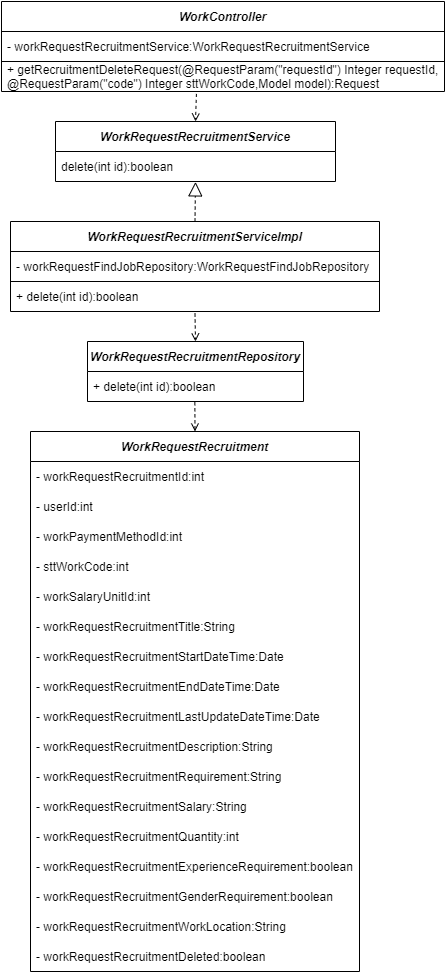 WorkController
- workRequestRecruitmentService:WorkRequestRecruitmentService
+ getRecruitmentDeleteRequest(@RequestParam("requestId") Integer requestId,
@RequestParam("code") Integer sttWorkCode,Model model):Request
WorkRequestRecruitmentService
delete(int id):boolean
WorkRequestRecruitmentServiceImpl
- workRequestFindJobRepository:WorkRequestFindJobRepository
+ delete(int id):boolean
WorkRequestRecruitmentRepository
+ delete(int id):boolean
WorkRequestRecruitment
- workRequestRecruitmentId:int
- userId:int
- workPaymentMethodId:int
- sttWorkCode:int
- workSalaryUnitId:int
- workRequestRecruitmentTitle:String
- workRequestRecruitmentStartDateTime:Date
- workRequestRecruitmentEndDateTime:Date
- workRequestRecruitmentLastUpdateDateTime:Date
- workRequestRecruitmentDescription:String
- workRequestRecruitmentRequirement:String
- workRequestRecruitmentSalary:String
- workRequestRecruitmentQuantity:int
- workRequestRecruitmentExperienceRequirement:boolean
- workRequestRecruitmentGenderRequirement:boolean
- workRequestRecruitmentWorkLocation:String
- workRequestRecruitmentDeleted:boolean